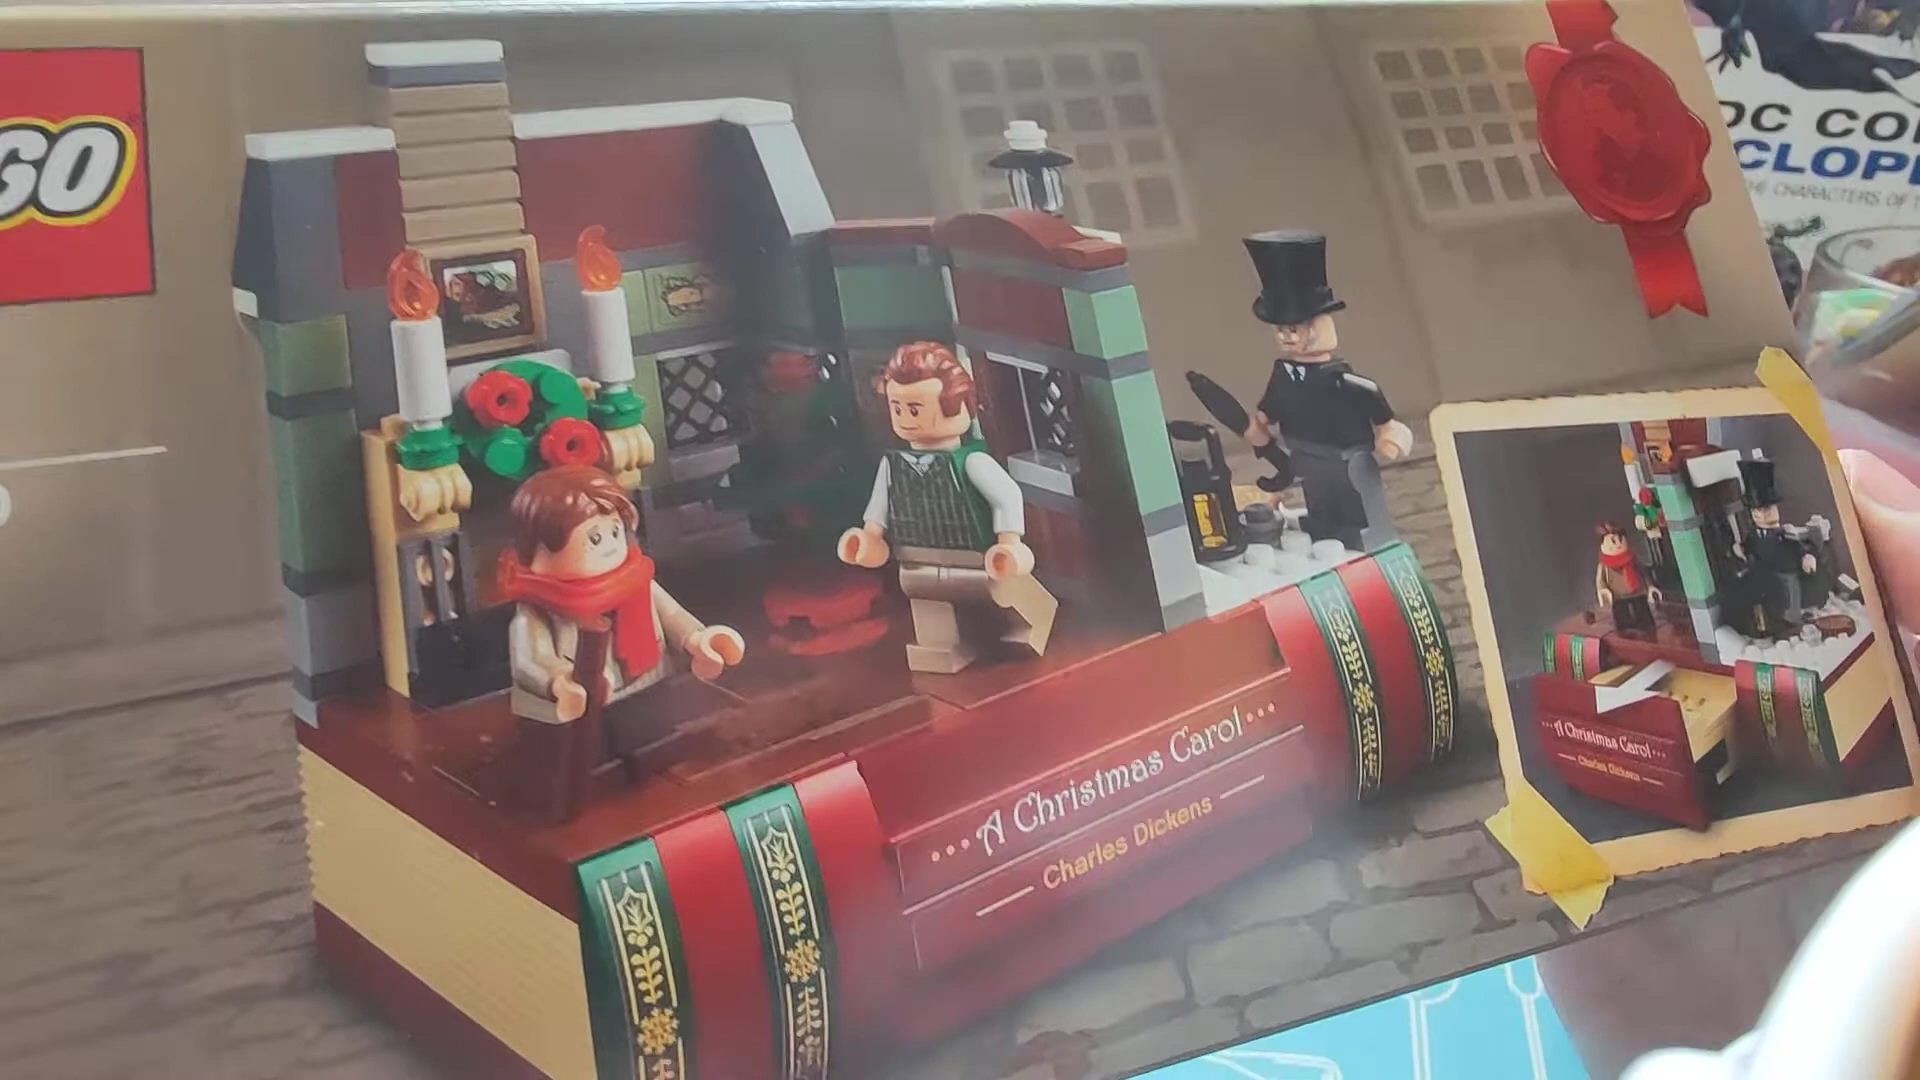 GO
...A Christmas Carol...
Charles Dickens
...A Christmas Carol...
Charles Dickens
DC CO
CLOP
THE CHARACTERS OF